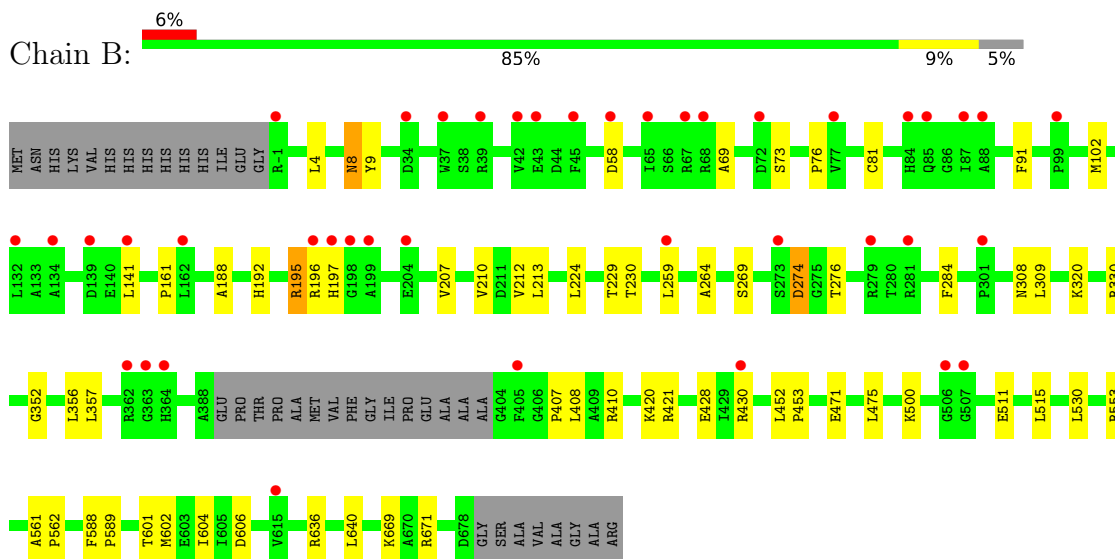 6%
Chain B:
85% 9% 5%
MET ASN HIS LYS VAL HIS HIS HIS HIS HIS HIS ILE GLU GLY R-1 L4 N8 Y9 D34 W37 S38 R39 V42 E43 D44 F45 D58 I65 S66 R67 R68 A69 D72 S73 P76 V77 C81 H84 Q85 G86 I87 A88 F91 P99 M102
L132 A133 A134 D139 E140 L141 P161 L162 A188 H192 R195 R196 H197 G198 A199 E204 V207 V210 D211 V212 L213 L224 T229 T230 L259 A264 S269 S273 D274 G275 T276 R279 T280 R281 F284 P301 N308 L309 K320
G352 L356 L357 R362 G363 H364 A388 GLU PRO THR PRO ALA MET VAL PHE GLY ILE PRO GLU ALA ALA ALA G404 F405 G406 P407 L408 A409 R410 K420 R421 E428 I429 R430 L452 P453 E471 L475 K500 G506 G507 E511 L515 L530
A561 P562 F588 P589 T601 M602 E603 I604 I605 D606 V615 R636 L640 K669 A670 R671 D678 GLY SER ALA VAL ALA GLY ALA ARG